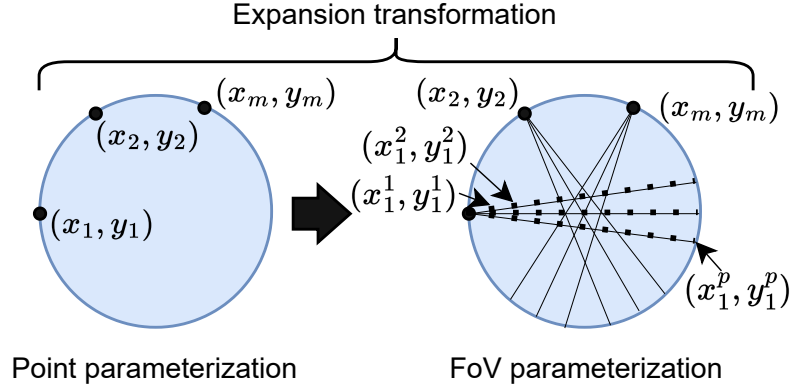 Expansion transformation
(x_m, y_m)
(x_2, y_2)
(x_1, y_1)
(x_2, y_2)
(x_m, y_m)
(x_1^2, y_1^2)
(x_1^1, y_1^1)
(x_1^p, y_1^p)
Point parameterization
FoV parameterization